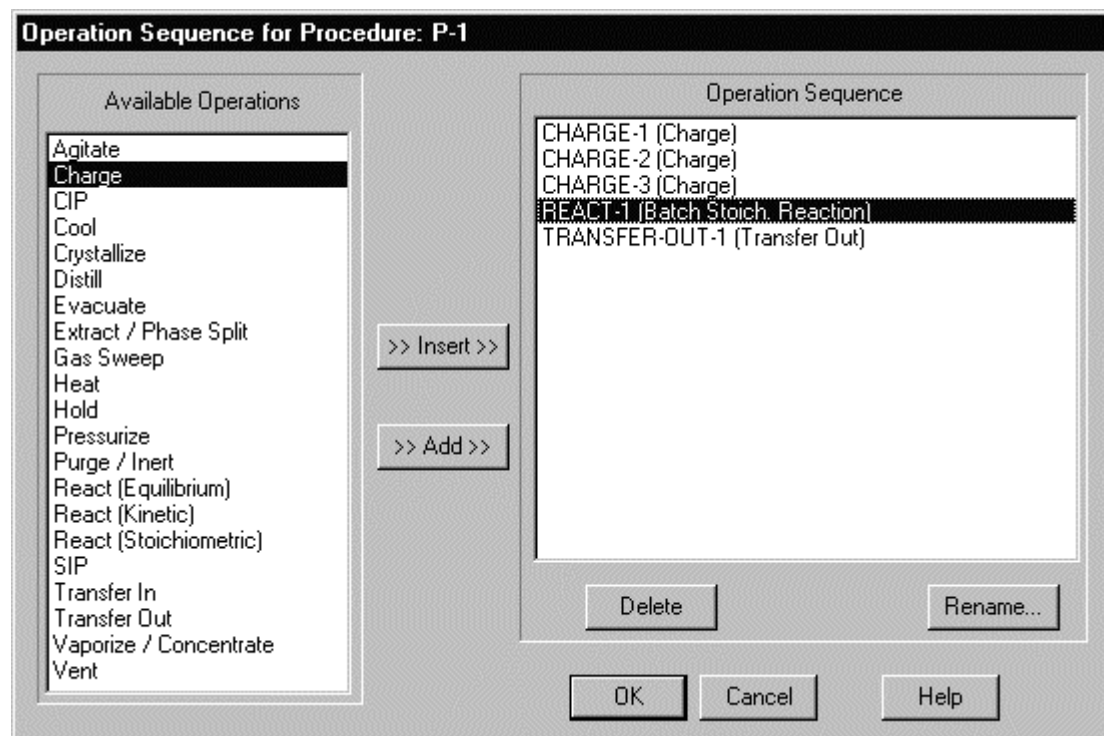 Operation Sequence for Procedure: P-1
Available Operations
Agitate
Charge
CIP
Cool
Crystallize
Distill
Evacuate
Extract / Phase Split
Gas Sweep
Heat
Hold
Pressurize
Purge / Inert
React (Equilibrium)
React (Kinetic)
React (Stoichiometric)
SIP
Transfer In
Transfer Out
Vaporize / Concentrate
Vent
>> Insert >>
>> Add >>
Operation Sequence
CHARGE-1 (Charge)
CHARGE-2 (Charge)
CHARGE-3 (Charge)
REACT-1 (Batch Stoich. Reaction)
TRANSFER-OUT-1 (Transfer Out)
Delete
Rename...
OK
Cancel
Help